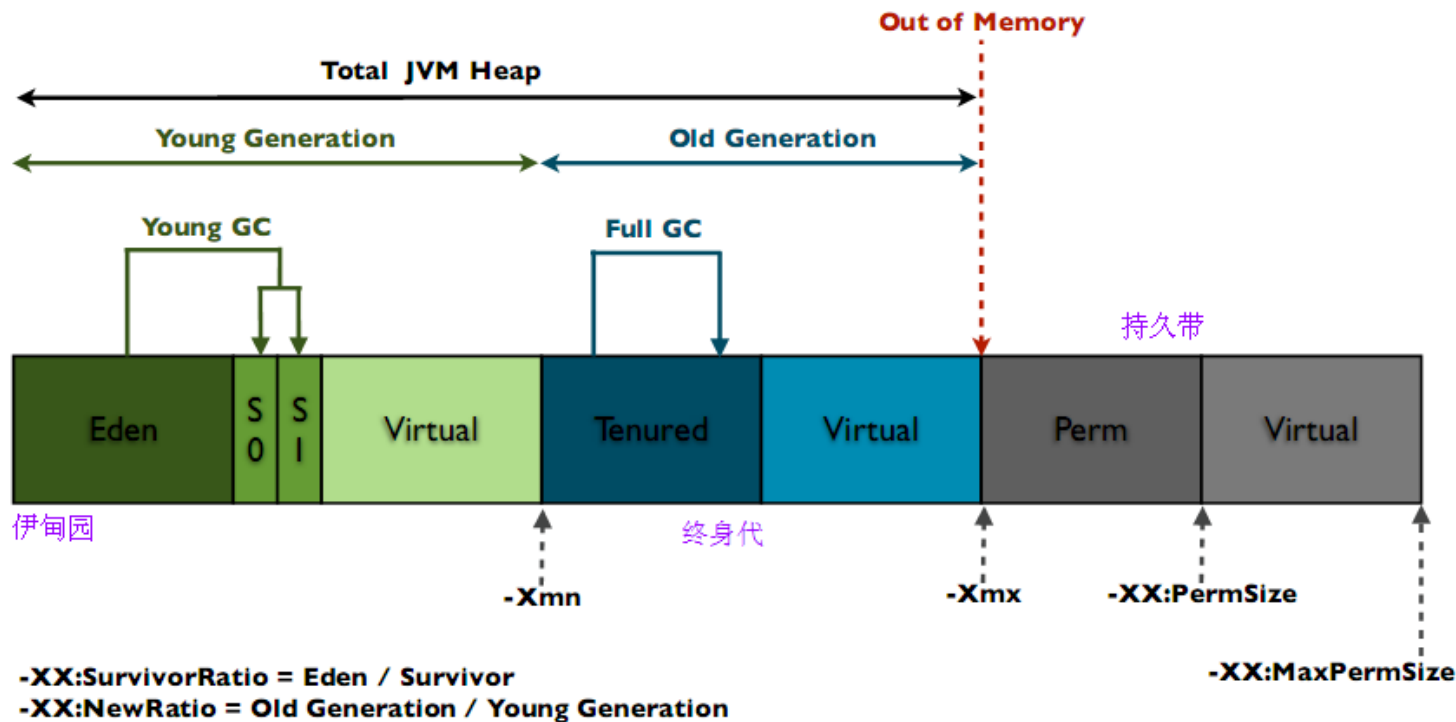 Out of Memory
Total JVM Heap
Young Generation
Old Generation
Young GC
Full GC
持久带
Eden
S0
S1
Virtual
Tenured
Virtual
Perm
Virtual
伊甸园
终身代
-Xmn
-Xmx
-XX:PermSize
-XX:MaxPermSize
-XX:SurvivorRatio = Eden / Survivor
-XX:NewRatio = Old Generation / Young Generation